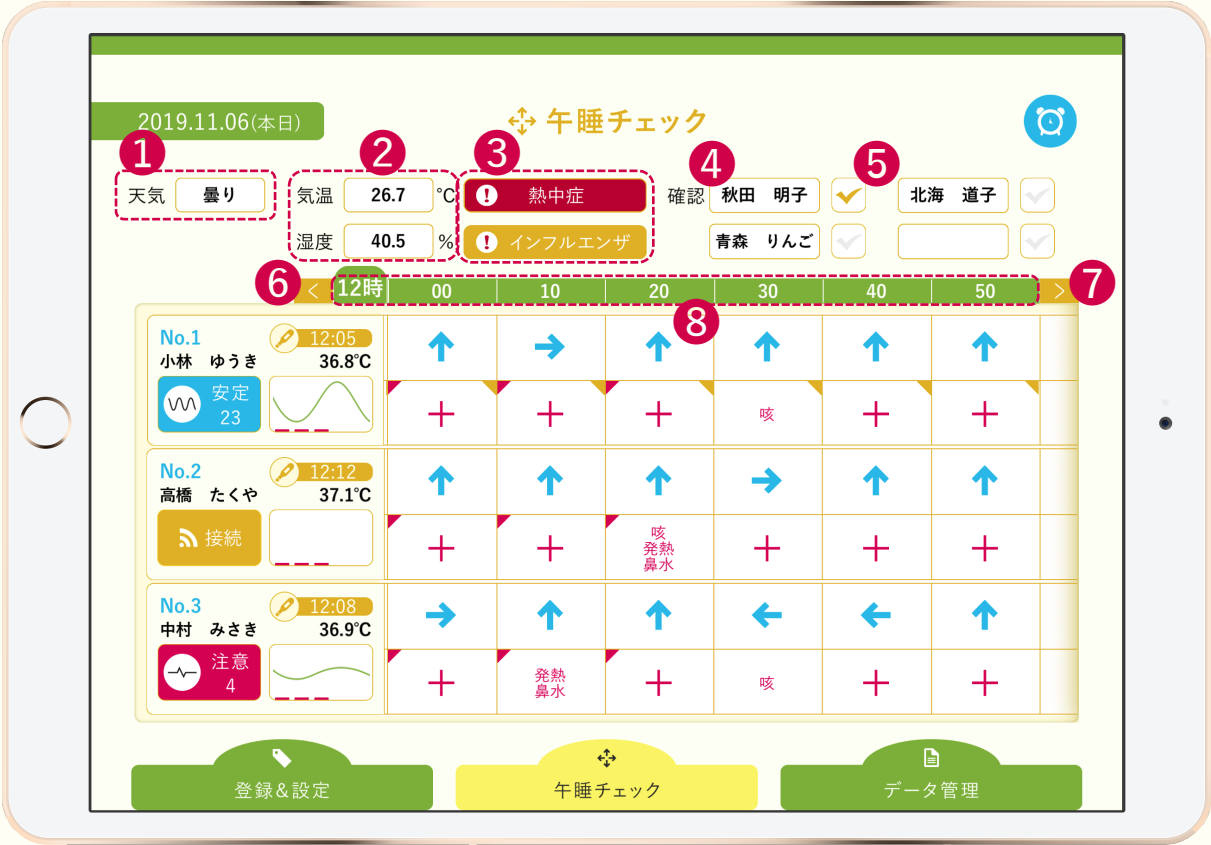 2019.11.06(本日)
午睡チェック
1
2
3
4
5
天気 曇り
気温 26.7 ℃
熱中症
確認 秋田 明子
北海 道子
湿度 40.5 %
インフルエンザ
青森 りんご
6
< 12時 00 10 20 30 40 50 >
7
8
No.1 12:05
小林 ゆうき 36.8℃
安定
23
咳
No.2 12:12
高橋 たくや 37.1℃
接続
咳
発熱
鼻水
No.3 12:08
中村 みさき 36.9℃
注意
4
発熱
鼻水
咳
登録&設定
午睡チェック
データ管理